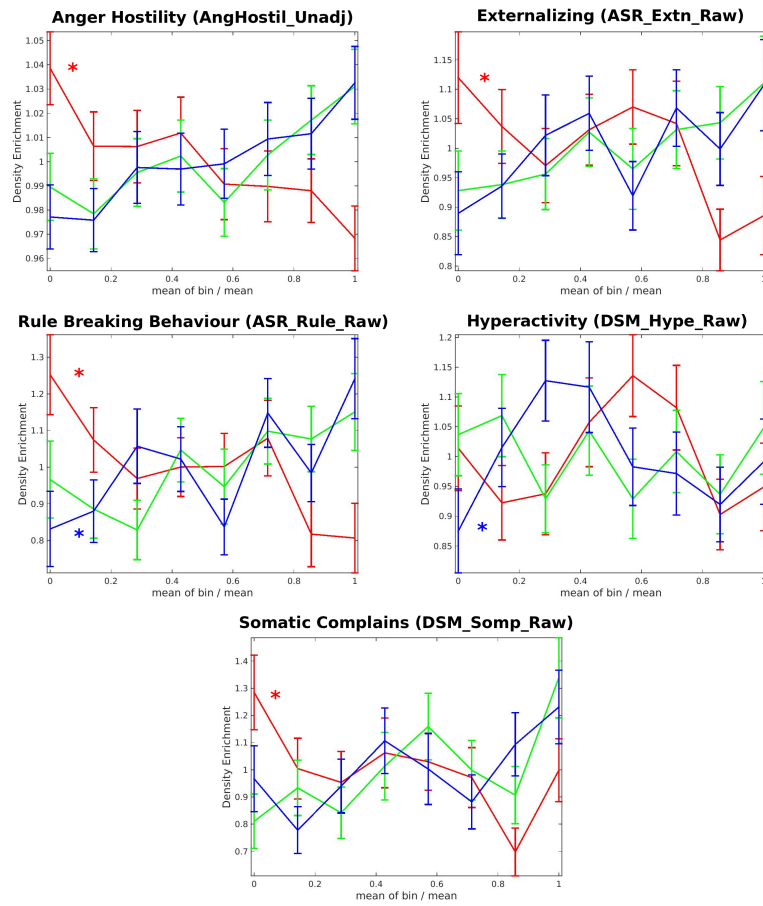 Anger Hostility (AngHostil_Unadj)
1.05
1.04
1.03
1.02
1.01
1
0.99
0.98
0.97
0.96
Density Enrichment
*
0 0.2 0.4 0.6 0.8 1
mean of bin / mean
Externalizing (ASR_Extn_Raw)
1.15
1.1
1.05
1
0.95
0.9
0.85
0.8
Density Enrichment
*
0 0.2 0.4 0.6 0.8 1
mean of bin / mean
Rule Breaking Behaviour (ASR_Rule_Raw)
1.3
1.2
1.1
1
0.9
0.8
Density Enrichment
*
*
0 0.2 0.4 0.6 0.8 1
mean of bin / mean
Hyperactivity (DSM_Hype_Raw)
1.2
1.15
1.1
1.05
1
0.95
0.9
0.85
Density Enrichment
*
0 0.2 0.4 0.6 0.8 1
mean of bin / mean
Somatic Complains (DSM_Somp_Raw)
1.4
1.3
1.2
1.1
1
0.9
0.8
0.7
Density Enrichment
*
0 0.2 0.4 0.6 0.8 1
mean of bin / mean